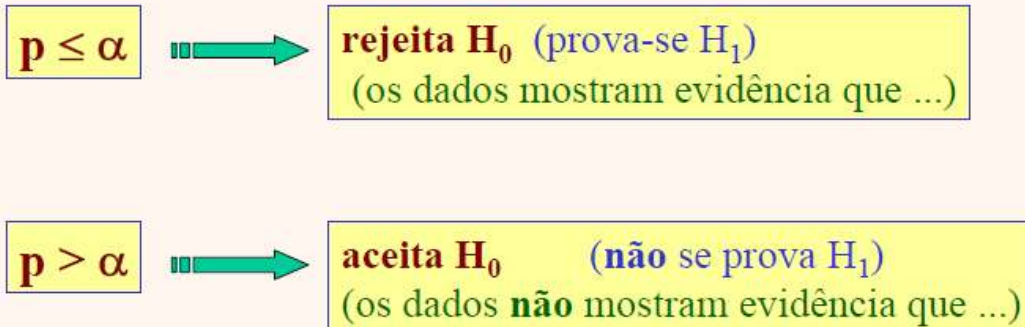 p ≤ α
rejeita H₀ (prova-se H₁)
(os dados mostram evidência que ...)
p > α
aceita H₀ (não se prova H₁)
(os dados não mostram evidência que ...)